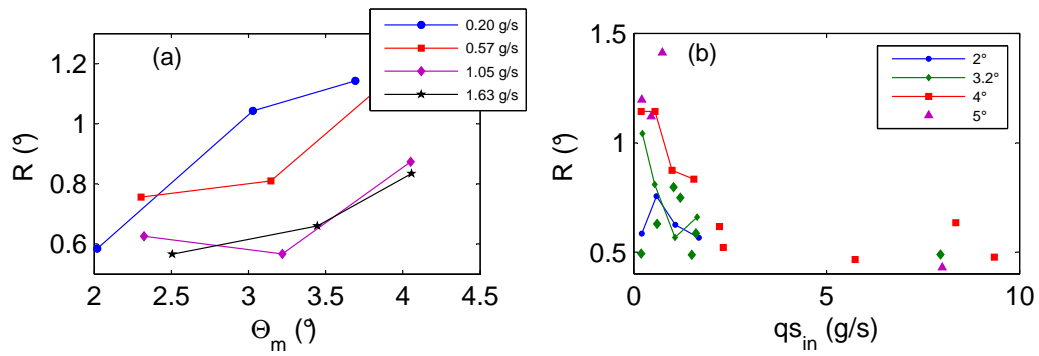 (a)
0.20 g/s
0.57 g/s
1.05 g/s
1.63 g/s
R (°)
1.2
1
0.8
0.6
2 2.5 3 3.5 4 4.5
Θm (°)
(b)
2°
3.2°
4°
5°
R (°)
1.5
1
0.5
0 5 10
qsin (g/s)